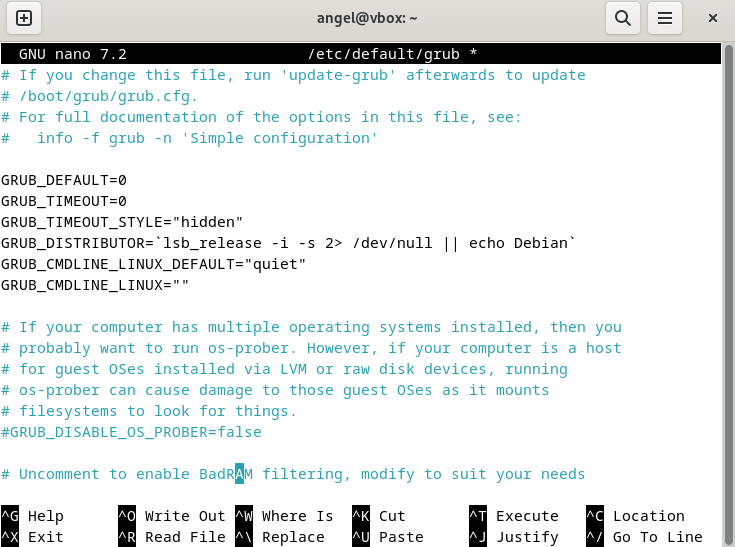 angel@vbox: ~
GNU nano 7.2 /etc/default/grub *
# If you change this file, run 'update-grub' afterwards to update
# /boot/grub/grub.cfg.
# For full documentation of the options in this file, see:
#   info -f grub -n 'Simple configuration'

GRUB_DEFAULT=0
GRUB_TIMEOUT=0
GRUB_TIMEOUT_STYLE="hidden"
GRUB_DISTRIBUTOR=`lsb_release -i -s 2> /dev/null || echo Debian`
GRUB_CMDLINE_LINUX_DEFAULT="quiet"
GRUB_CMDLINE_LINUX=""

# If your computer has multiple operating systems installed, then you
# probably want to run os-prober. However, if your computer is a host
# for guest OSes installed via LVM or raw disk devices, running
# os-prober can cause damage to those guest OSes as it mounts
# filesystems to look for things.
#GRUB_DISABLE_OS_PROBER=false

# Uncomment to enable BadRAM filtering, modify to suit your needs

^G Help ^O Write Out ^W Where Is ^K Cut ^T Execute ^C Location
^X Exit ^R Read File ^\ Replace ^U Paste ^J Justify ^/ Go To Line